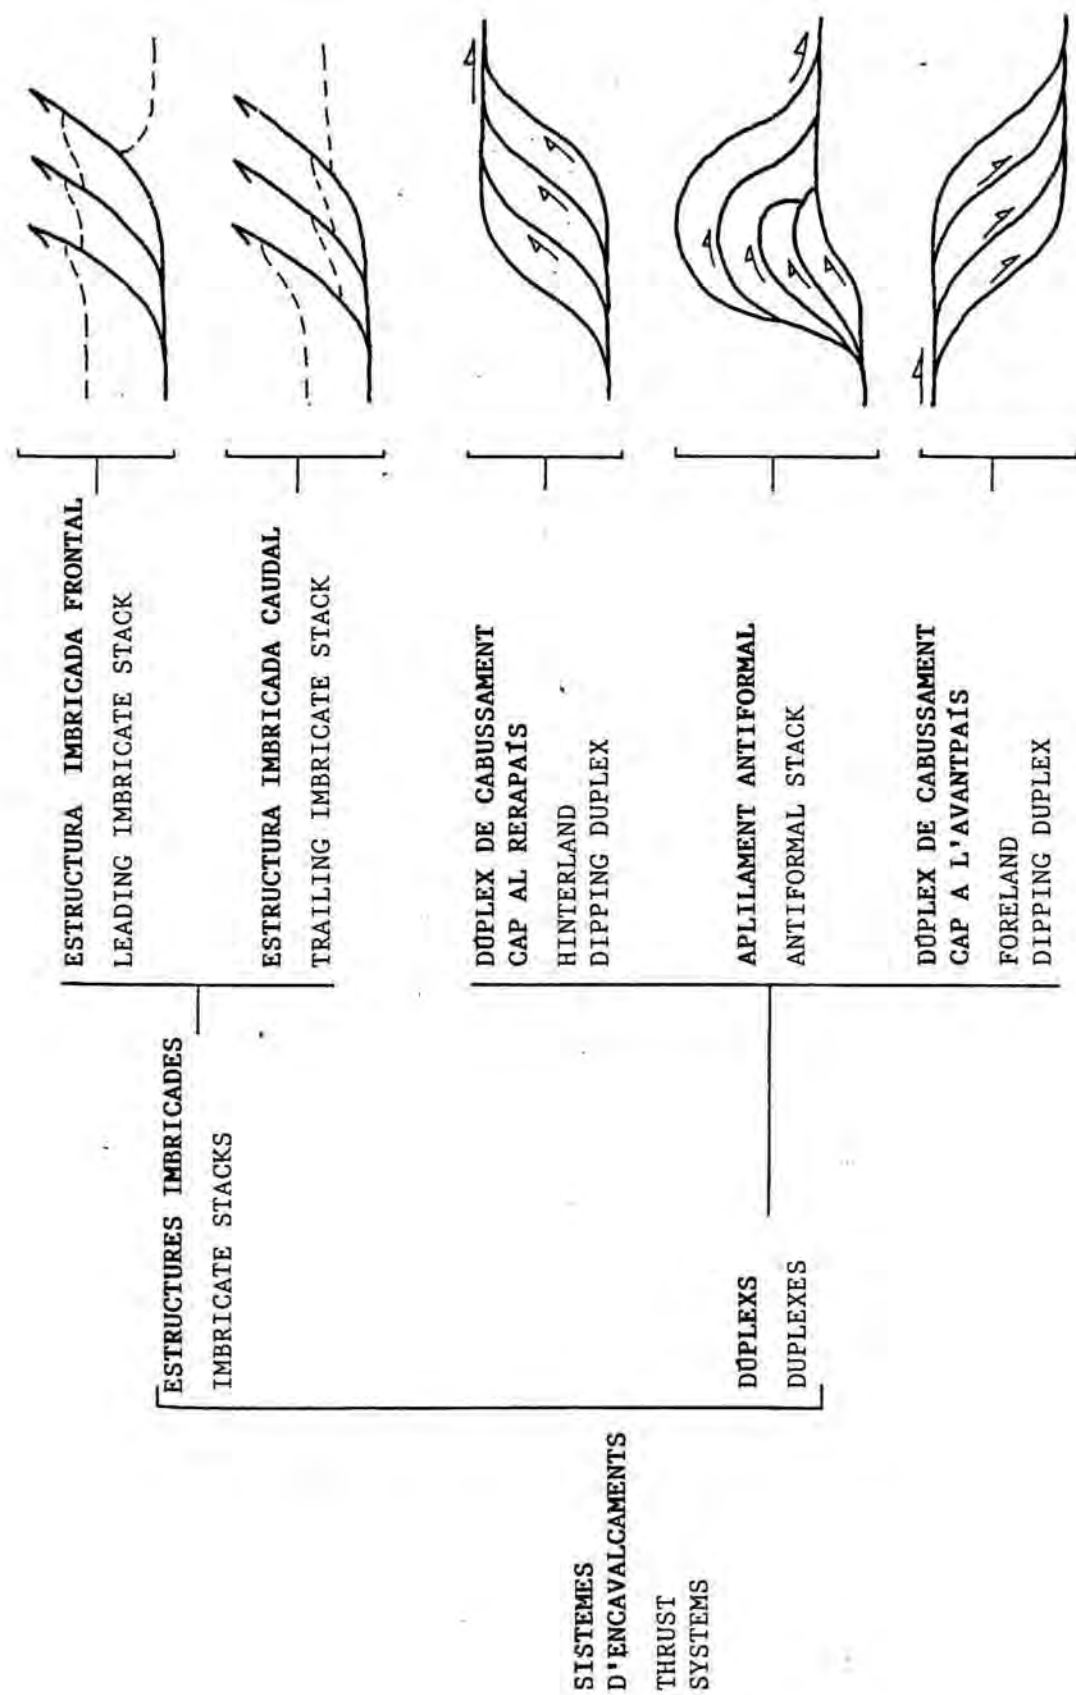 SISTEMES
D'ENCAVALCAMENTS
THRUST
SYSTEMS
ESTRUCTURES IMBRICADES
IMBRICATE STACKS
ESTRUCTURA IMBRICADA FRONTAL
LEADING IMBRICATE STACK
ESTRUCTURA IMBRICADA CAUDAL
TRAILING IMBRICATE STACK
DÚPLEXS
DUPLEXES
DÚPLEX DE CABUSSAMENT
CAP AL RERAPAÍS
HINTERLAND
DIPPING DUPLEX
APLILAMENT ANTIFORMAL
ANTIFORMAL STACK
DÚPLEX DE CABUSSAMENT
CAP A L'AVANTPAÍS
FORELAND
DIPPING DUPLEX